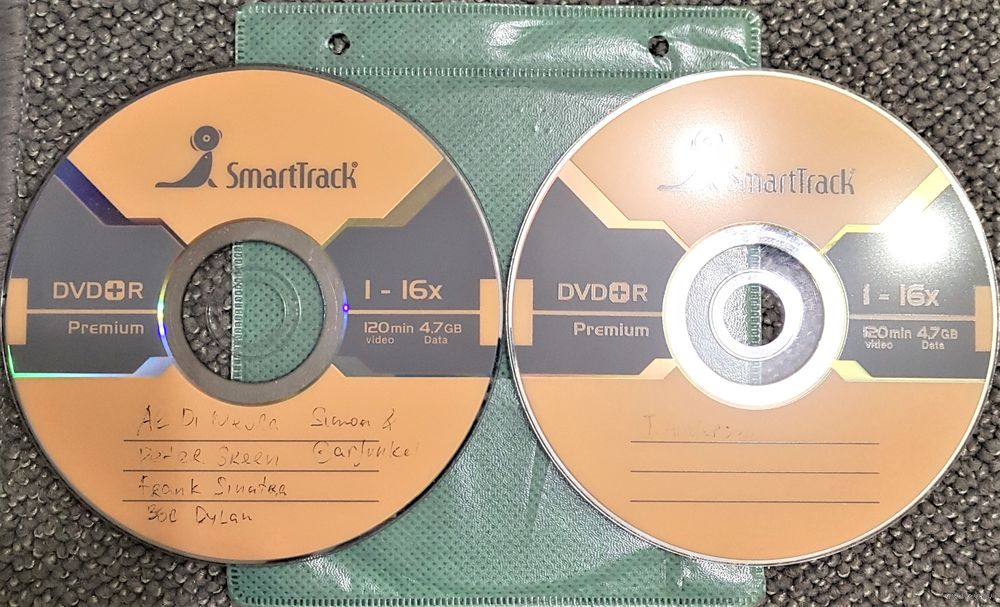 SmartTrack®
DVD+R
1 - 16x
Premium
120min 4.7GB
video Data
Al Di Meola Simon &
Peter Green Garfunkel
Frank Sinatra
Bob Dylan
SmartTrack®
DVD+R
1 - 16x
Premium
120min 4.7GB
video Data